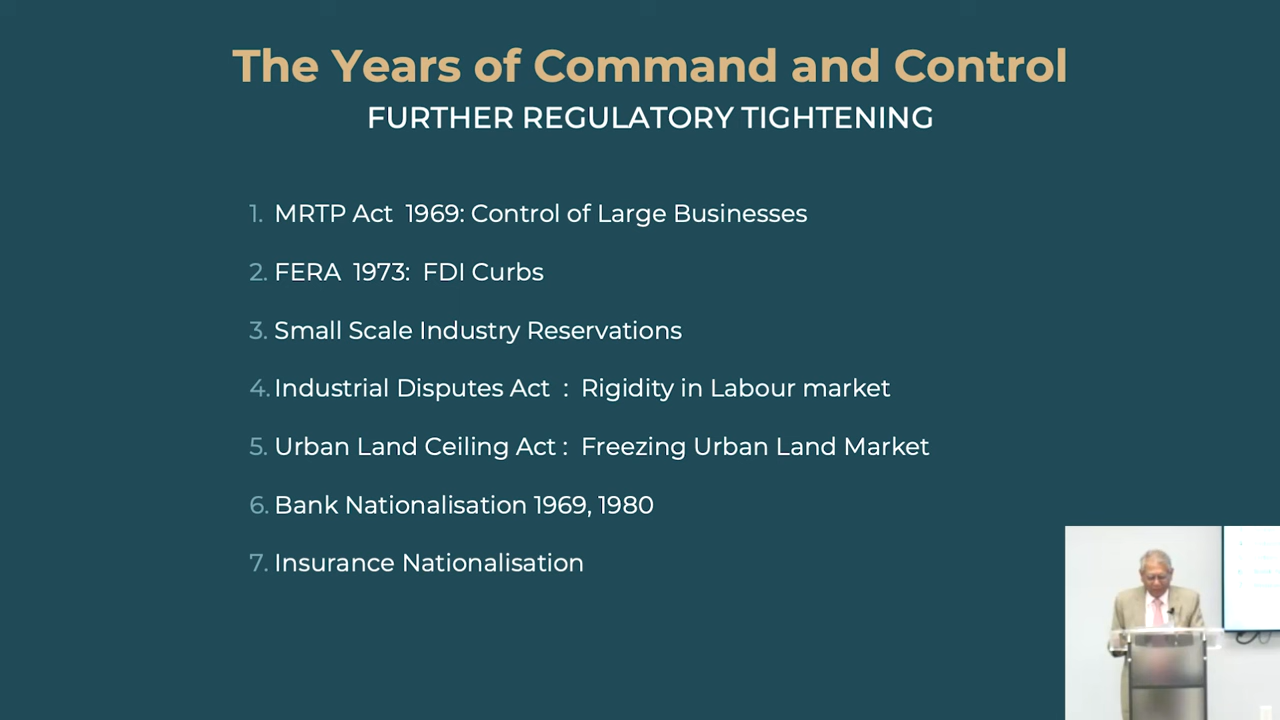 The Years of Command and Control
FURTHER REGULATORY TIGHTENING
1. MRTP Act 1969: Control of Large Businesses
2. FERA 1973: FDI Curbs
3. Small Scale Industry Reservations
4. Industrial Disputes Act : Rigidity in Labour market
5. Urban Land Ceiling Act : Freezing Urban Land Market
6. Bank Nationalisation 1969, 1980
7. Insurance Nationalisation